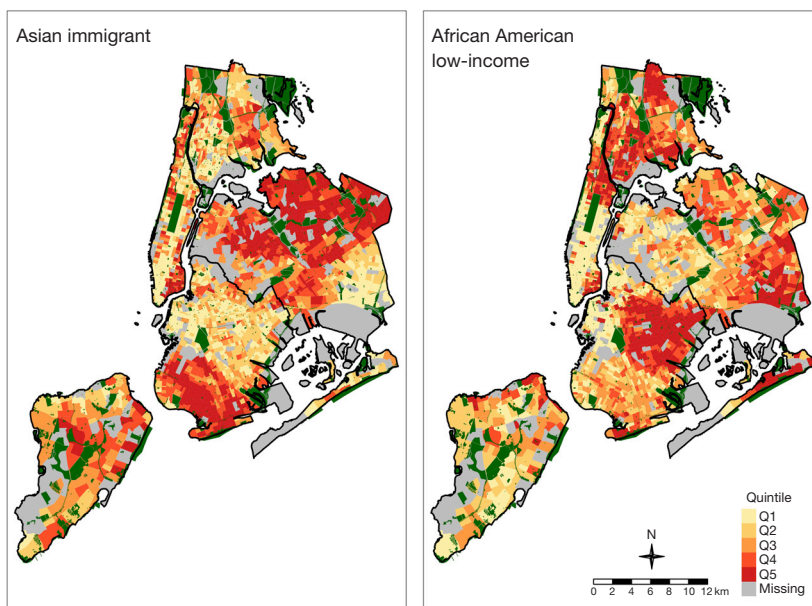 Asian immigrant
African American
low-income
Quintile
Q1
Q2
Q3
Q4
Q5
Missing
N
0 2 4 6 8 10 12 km